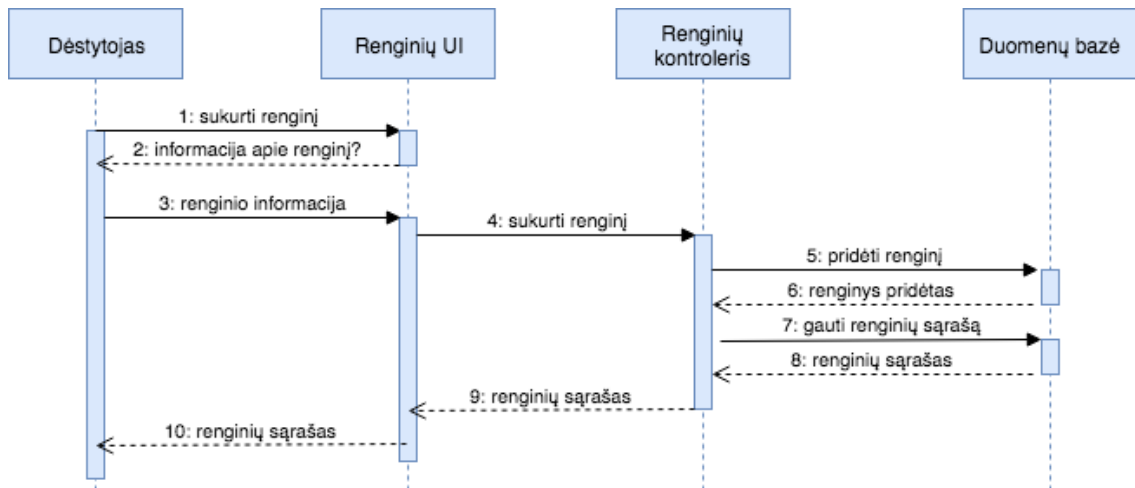 Dėstytojas
Renginių UI
Renginių
kontroleris
Duomenų bazė
1: sukurti renginį
2: informacija apie renginį?
3: renginio informacija
4: sukurti renginį
5: pridėti renginį
6: renginys pridėtas
7: gauti renginių sąrašą
8: renginių sąrašas
9: renginių sąrašas
10: renginių sąrašas